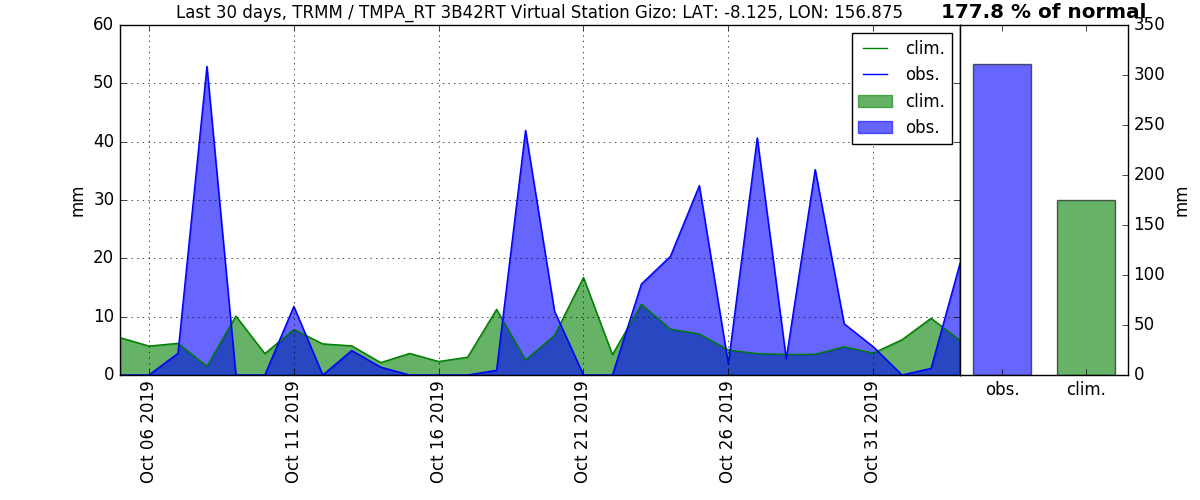 Last 30 days, TRMM / TMPA_RT 3B42RT Virtual Station Gizo: LAT: -8.125, LON: 156.875
177.8 % of normal
60
50
40
30
20
10
0
mm
clim.
obs.
clim.
obs.
350
300
250
200
150
100
50
0
mm
Oct 06 2019
Oct 11 2019
Oct 16 2019
Oct 21 2019
Oct 26 2019
Oct 31 2019
obs.
clim.